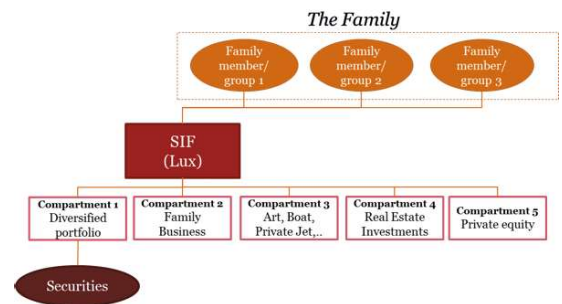 The Family
Family
member/
group 1
Family
member/
group 2
Family
member/
group 3
SIF
(Lux)
Compartment 1
Diversified
portfolio
Compartment 2
Family
Business
Compartment 3
Art, Boat,
Private Jet,..
Compartment 4
Real Estate
Investments
Compartment 5
Private equity
Securities